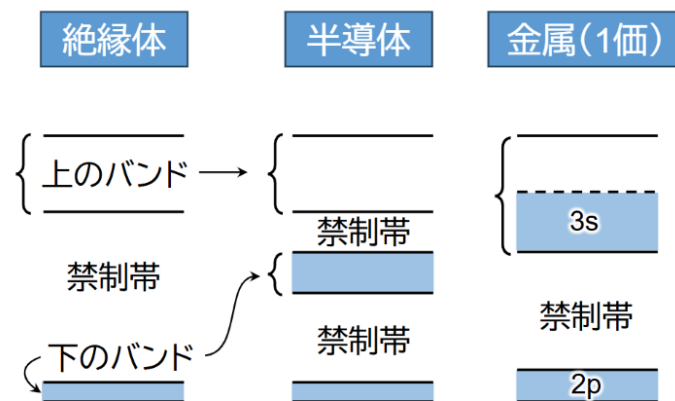 絶縁体
半導体
金属(1価)
上のバンド
禁制帯
下のバンド
禁制帯
禁制帯
3s
禁制帯
2p